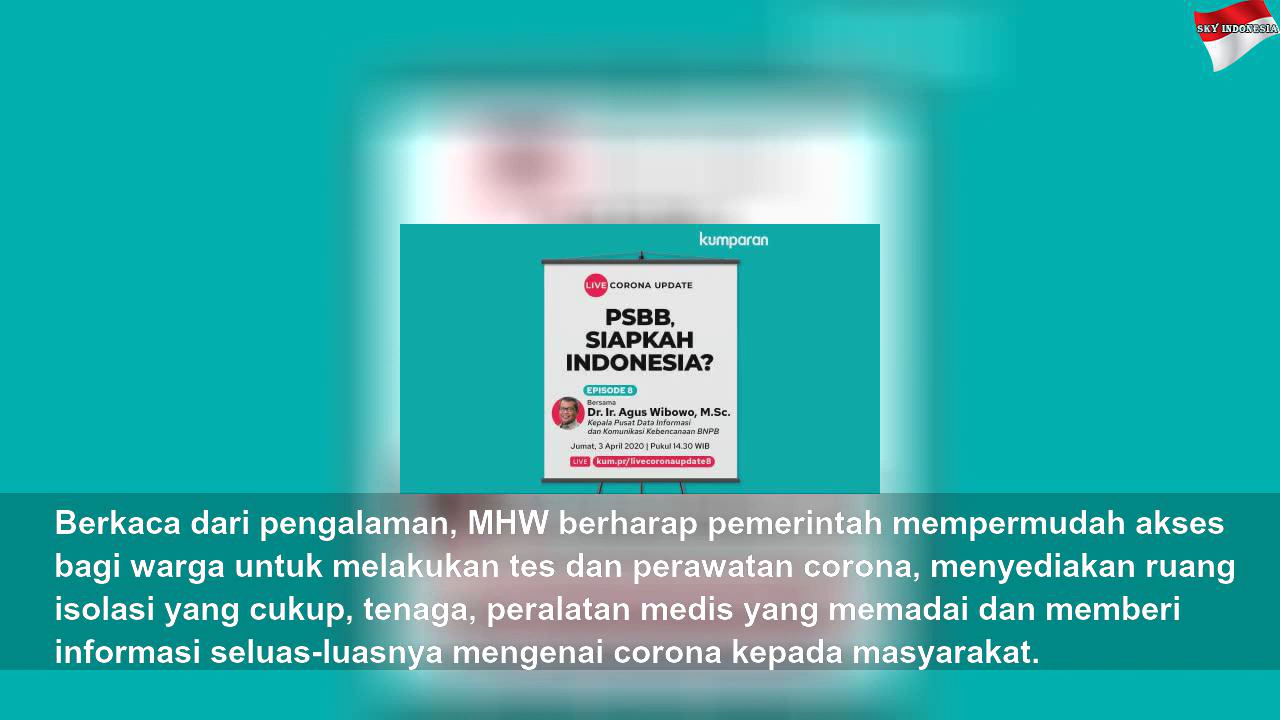 SKY INDONESIA
kumparan
LIVE CORONA UPDATE
PSBB,
SIAPKAH
INDONESIA?
EPISODE 8
Bersama
Dr. Ir. Agus Wibowo, M.Sc.
Kepala Pusat Data Informasi
dan Komunikasi Kebencanaan BNPB
Jumat, 3 April 2020 | Pukul 14.30 WIB
LIVE kum.pr/livecoronaupdate8
Berkaca dari pengalaman, MHW berharap pemerintah mempermudah akses
bagi warga untuk melakukan tes dan perawatan corona, menyediakan ruang
isolasi yang cukup, tenaga, peralatan medis yang memadai dan memberi
informasi seluas-luasnya mengenai corona kepada masyarakat.